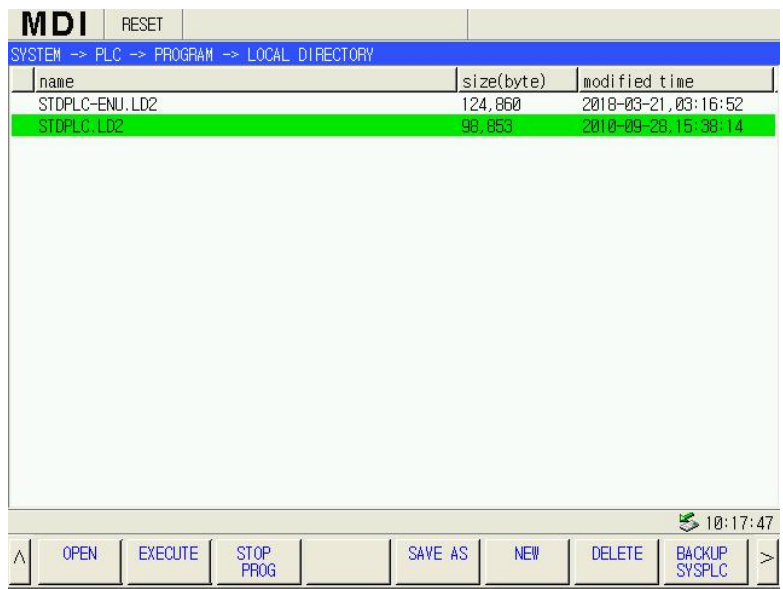 MDI RESET
SYSTEM -> PLC -> PROGRAM -> LOCAL DIRECTORY
name size(byte) modified time
STDPLC-ENU.LD2 124,860 2018-03-21,03:16:52
STDPLC.LD2 98,853 2010-09-28,15:38:14
10:17:47
^ OPEN EXECUTE STOP PROG SAVE AS NEW DELETE BACKUP SYSPLC >